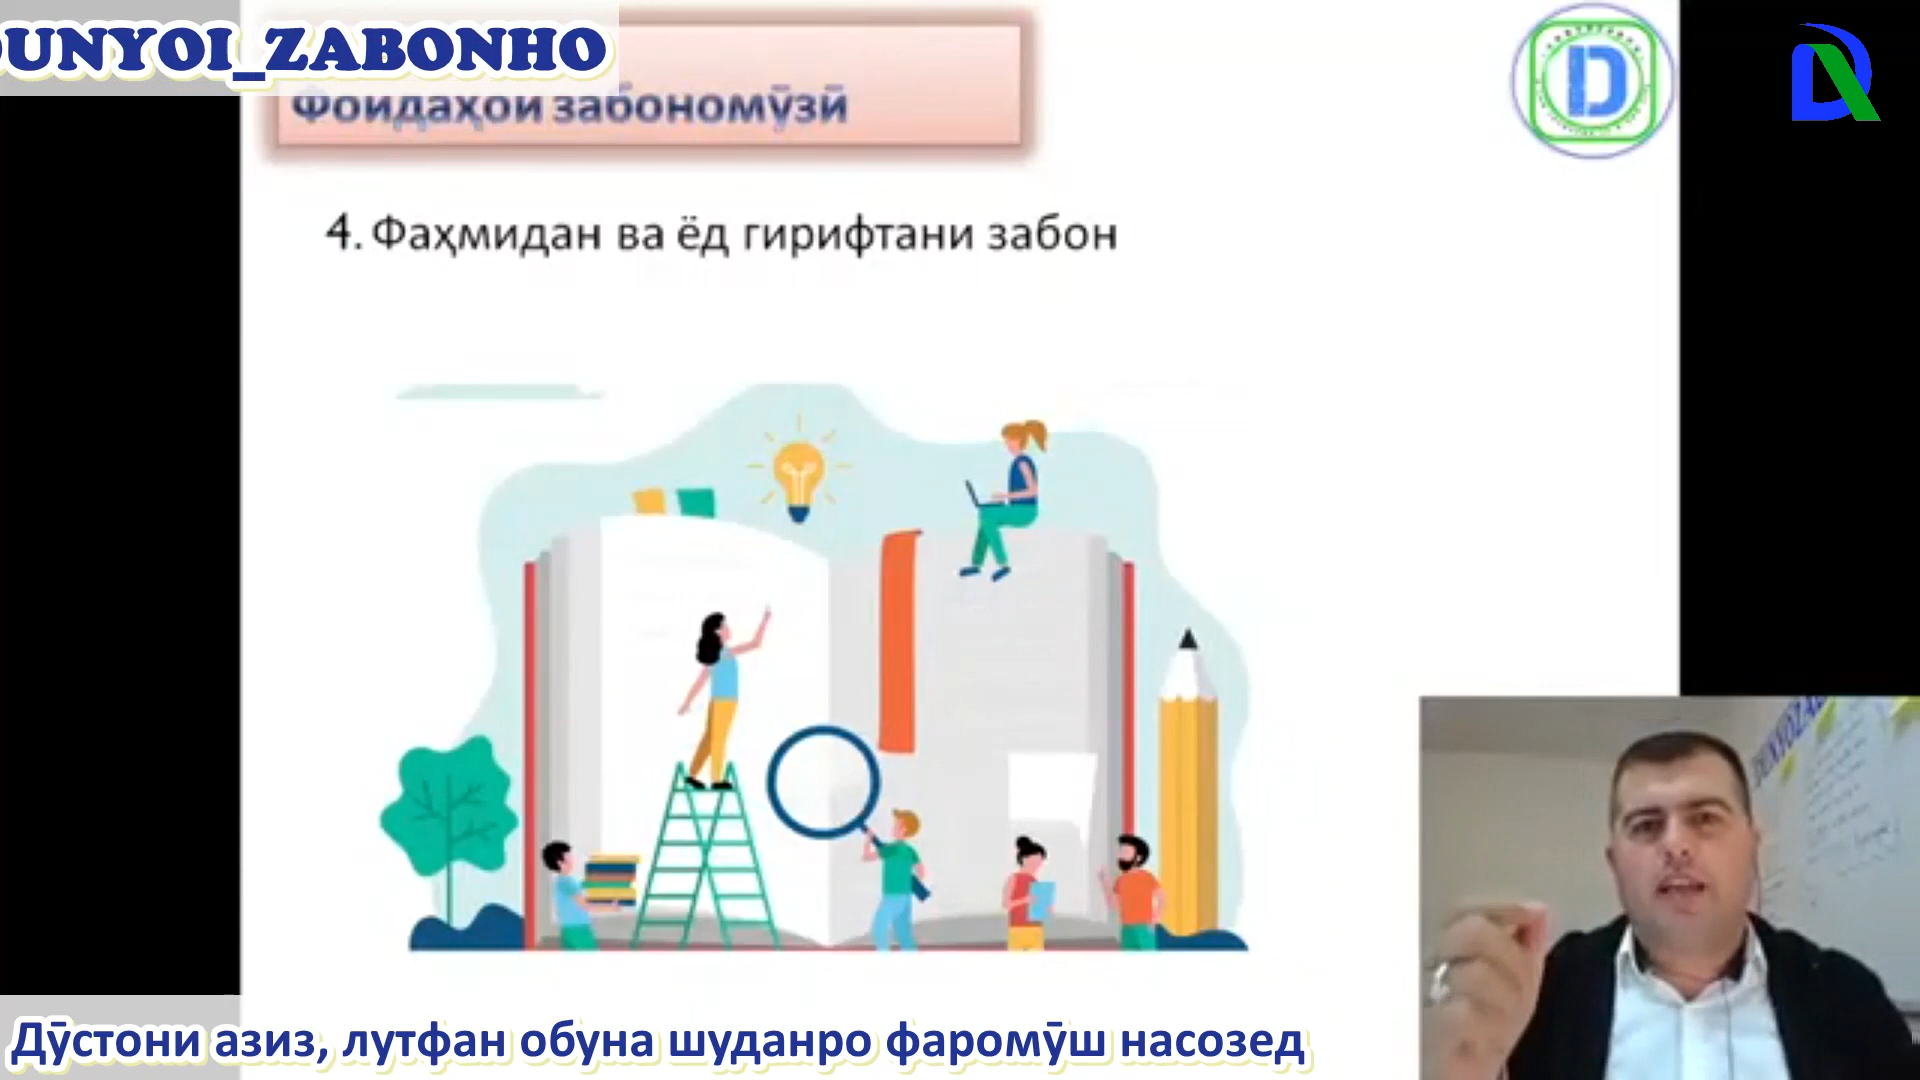 DUNYOI_ZABONHO
Фоидаҳои забономӯзӣ
4. Фаҳмидан ва ёд гирифтани забон
Дӯстони азиз, лутфан обуна шуданро фаромӯш насозед